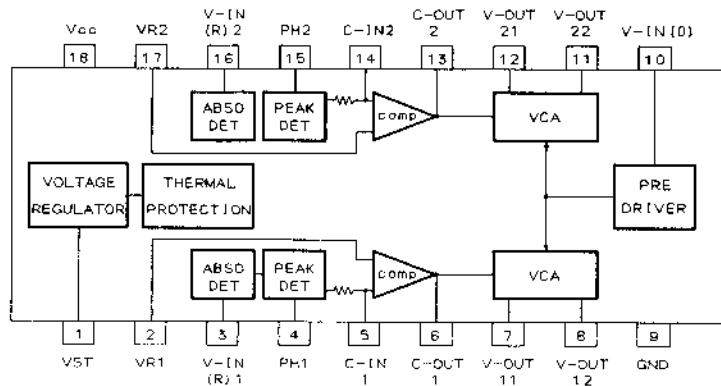 Vcc VR2 V-IN (R)2 PH2 C-IN2 C-OUT 2 V-OUT 21 V-OUT 22 V-IN(O)
18 17 16 15 14 13 12 11 10
ABSO DET
PEAK DET
comp
VCA
VOLTAGE REGULATOR
THERMAL PROTECTION
PRE DRIVER
ABSO DET
PEAK DET
comp
VCA
1 2 3 4 5 6 7 8 9
VST VR1 V-IN (R)1 PH1 C-IN 1 C-OUT 1 V-OUT 11 V-OUT 12 GND